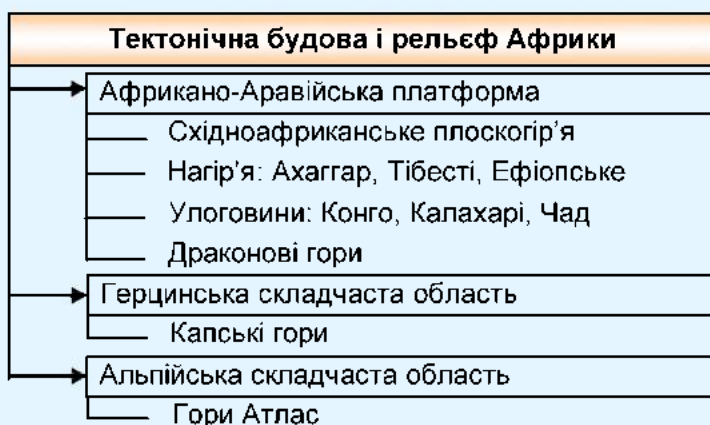 Тектонічна будова і рельєф Африки
Африкано-Аравійська платформа
Східноафриканське плоскогір’я
Нагір’я: Ахаггар, Тібесті, Ефіопське
Улоговини: Конго, Калахарі, Чад
Драконові гори
Герцинська складчаста область
Капські гори
Альпійська складчаста область
Гори Атлас